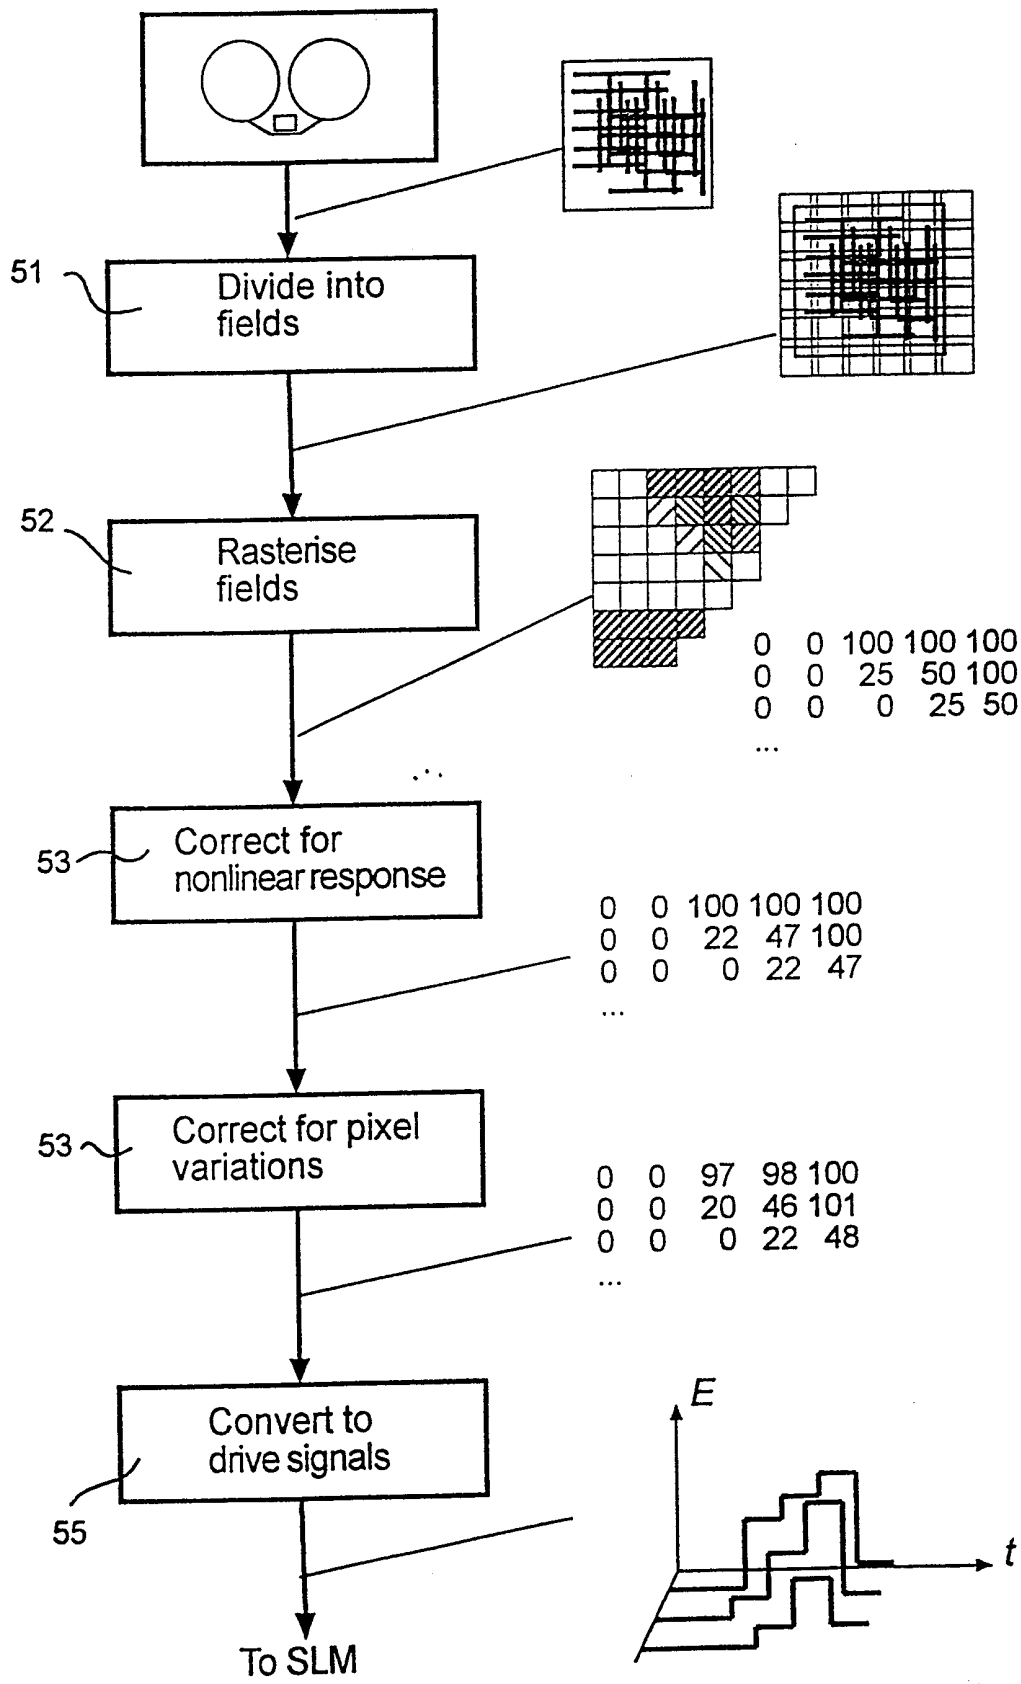 51
Divide into
fields
52
Rasterise
fields
0 0 100 100 100
0 0 25 50 100
0 0 0 25 50
...
53
Correct for
nonlinear response
0 0 100 100 100
0 0 22 47 100
0 0 0 22 47
...
53
Correct for pixel
variations
0 0 97 98 100
0 0 20 46 101
0 0 0 22 48
...
55
Convert to
drive signals
E
t
To SLM